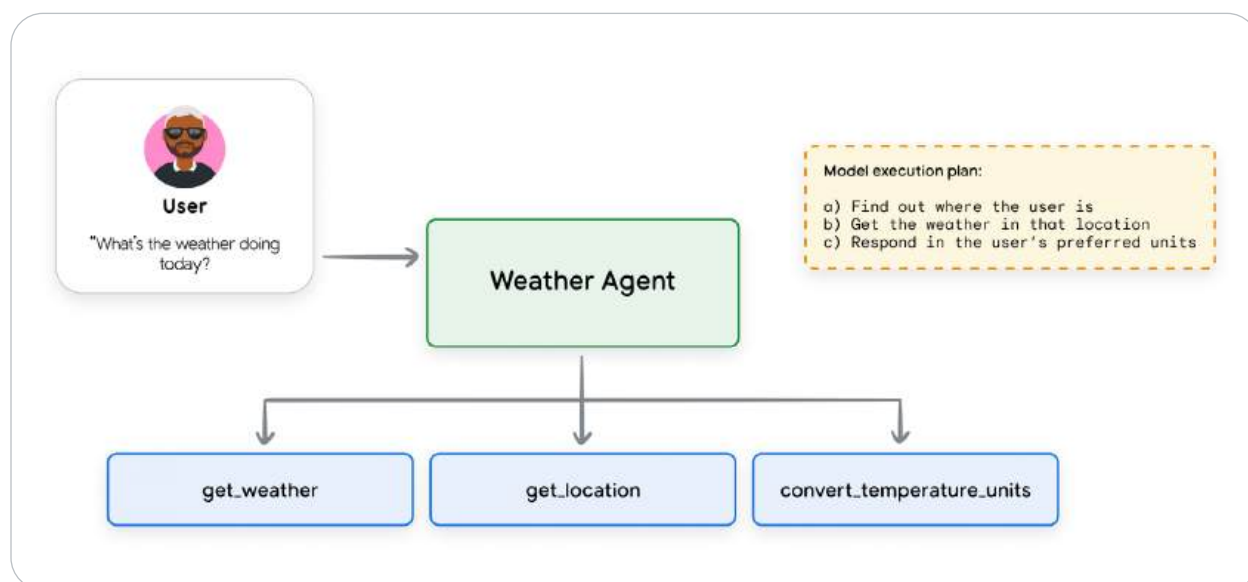 User
"What's the weather doing
today?
Weather Agent
Model execution plan:
a) Find out where the user is
b) Get the weather in that location
c) Respond in the user's preferred units
get_weather
get_location
convert_temperature_units